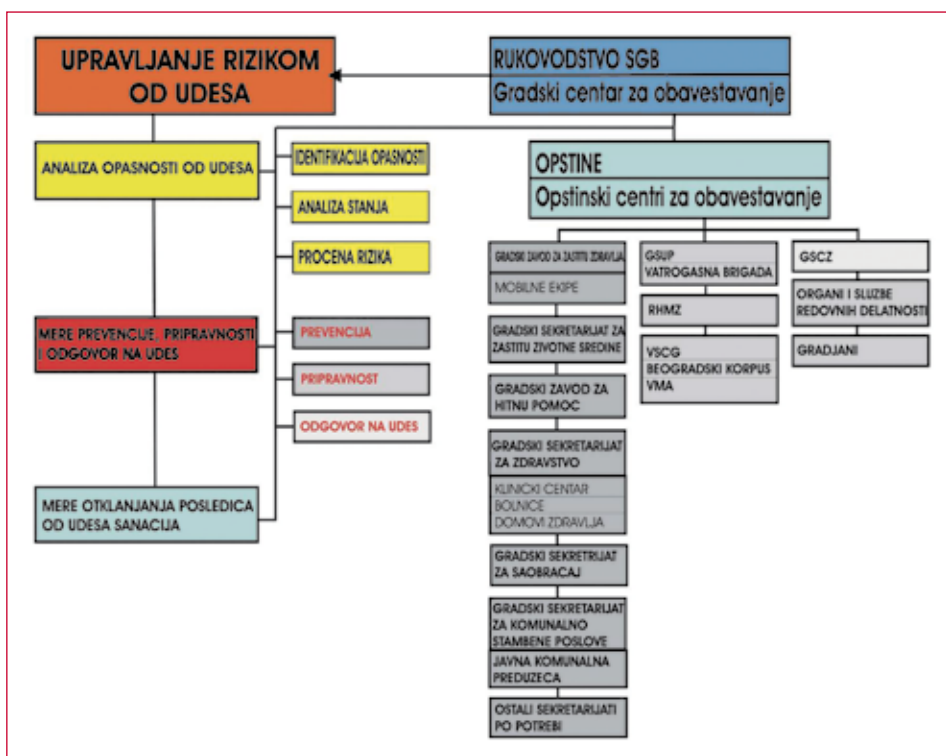 UPRAVLJANJE RIZIKOM
OD UDESA
RUKOVODSTVO SGB
Gradski centar za obavestavanje
ANALIZA OPASNOSTI OD UDESA
IDENTIFIKACIJA OPASNOSTI
ANALIZA STANJA
PROCENA RIZIKA
OPSTINE
Opstinski centri za obavestavanje
MERE PREVENCIJE, PRIPRAVNOSTI
I ODGOVOR NA UDES
PREVENCIJA
PRIPRAVNOST
ODGOVOR NA UDES
MERE OTKLANJANJA POSLEDICA
OD UDESA SANACIJA
GRADSKI ZAVOD ZA ZASTITU ZDRAVLJA
MOBILNE EKIPE
GRADSKI SEKRETARIJAT ZA
ZASTITU ZIVOTNE SREDINE
GRADSKI ZAVOD ZA
HITNU POMOC
GRADSKI SEKRETARIJAT
ZA ZDRAVSTVO
KLINICKI CENTAR
BOLNICE
DOMOVI ZDRAVLJA
GRADSKI SEKRETRIJAT
ZA SAOBRACAJ
GRADSKI SEKRETARIJAT
ZA KOMUNALNO
STAMBENE POSLOVE
JAVNA KOMUNALNA
PREDUZECA
OSTALI SEKRETARIJATI
PO POTREBI
GSUP
VATROGASNA BRIGADA
RHMZ
VSCG
BEOGRADSKI KORPUS
VMA
GSCZ
ORGANI I SLUZBE
REDOVNIH DELATNOSTI
GRADJANI